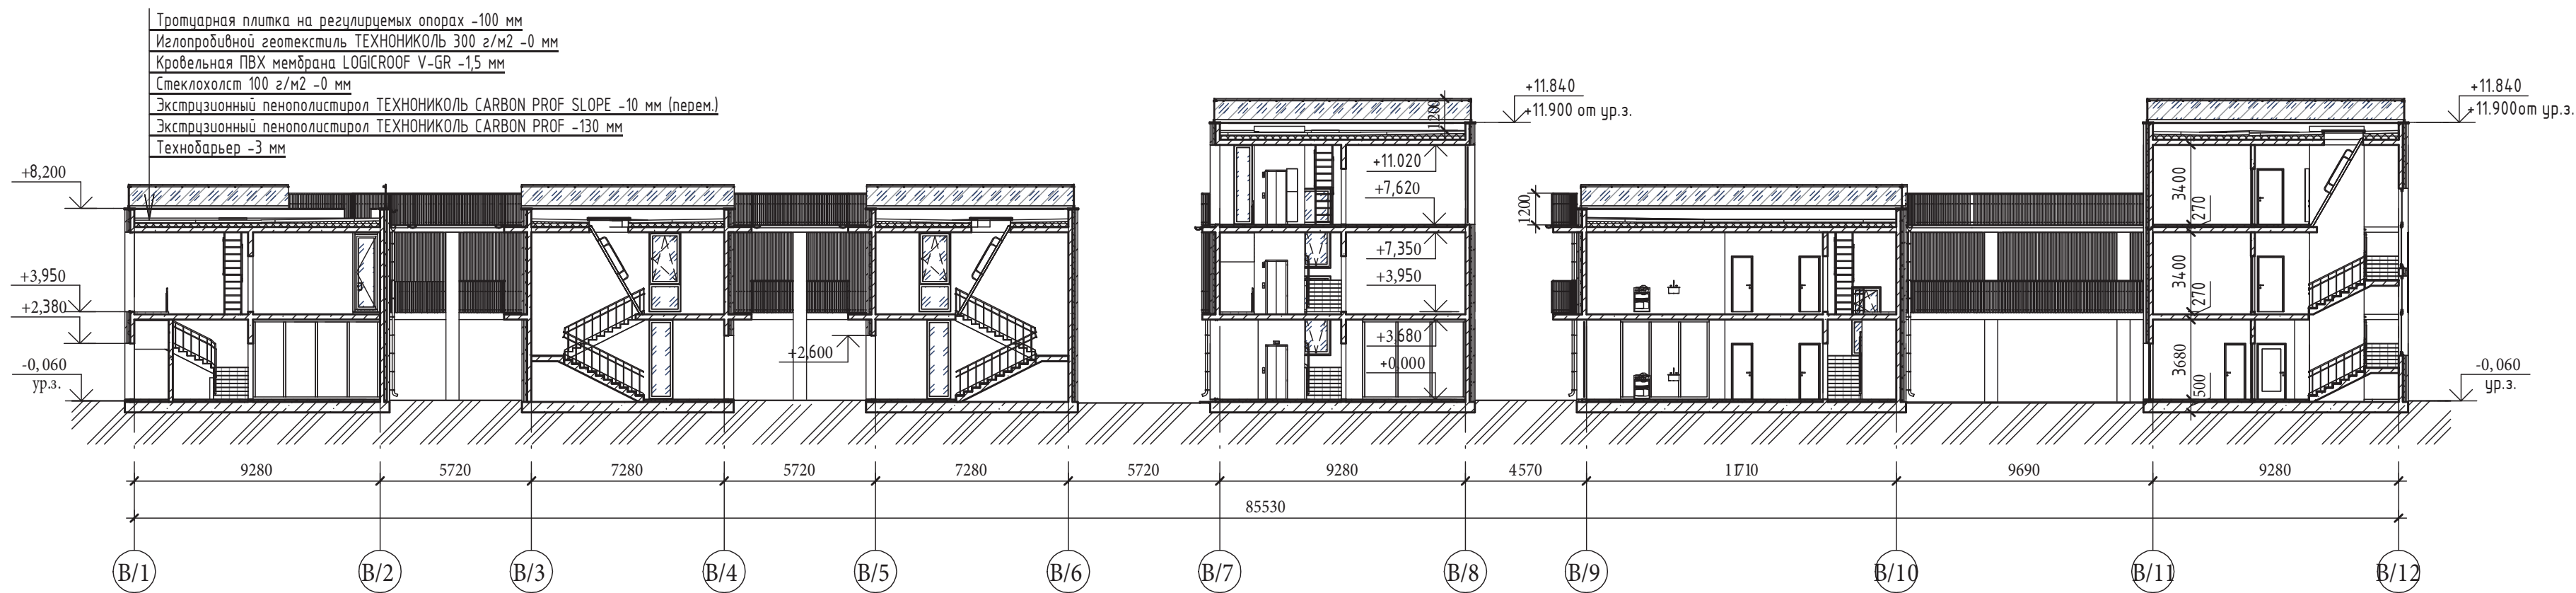 Тротуарная плитка на регулируемых опорах -100 мм
Иглопробивной геотекстиль ТЕХНОНИКОЛЬ 300 г/м2 -0 мм
Кровельная ПВХ мембрана LOGICROOF V-GR -1,5 мм
Стеклохолст 100 г/м2 -0 мм
Экструзионный пенополистирол ТЕХНОНИКОЛЬ CARBON PROF SLOPE -10 мм (перем.)
Экструзионный пенополистирол ТЕХНОНИКОЛЬ CARBON PROF -130 мм
Технобарьер -3 мм
+8,200
+3,950
+2,380
-0,060
ур.з.
+2,600
1200
+11.840
+11.900 от ур.з.
+11.020
+7,620
+7,350
+3,950
+3.680
+0,000
1200
+11.840
+11.900от ур.з.
3400
270
3400
270
3680
500
-0,060
ур.з.
9280 5720 7280 5720 7280 5720 9280 4570 11710 9690 9280
85530
В/1 В/2 В/3 В/4 В/5 В/6 В/7 В/8 В/9 В/10 В/11 В/12